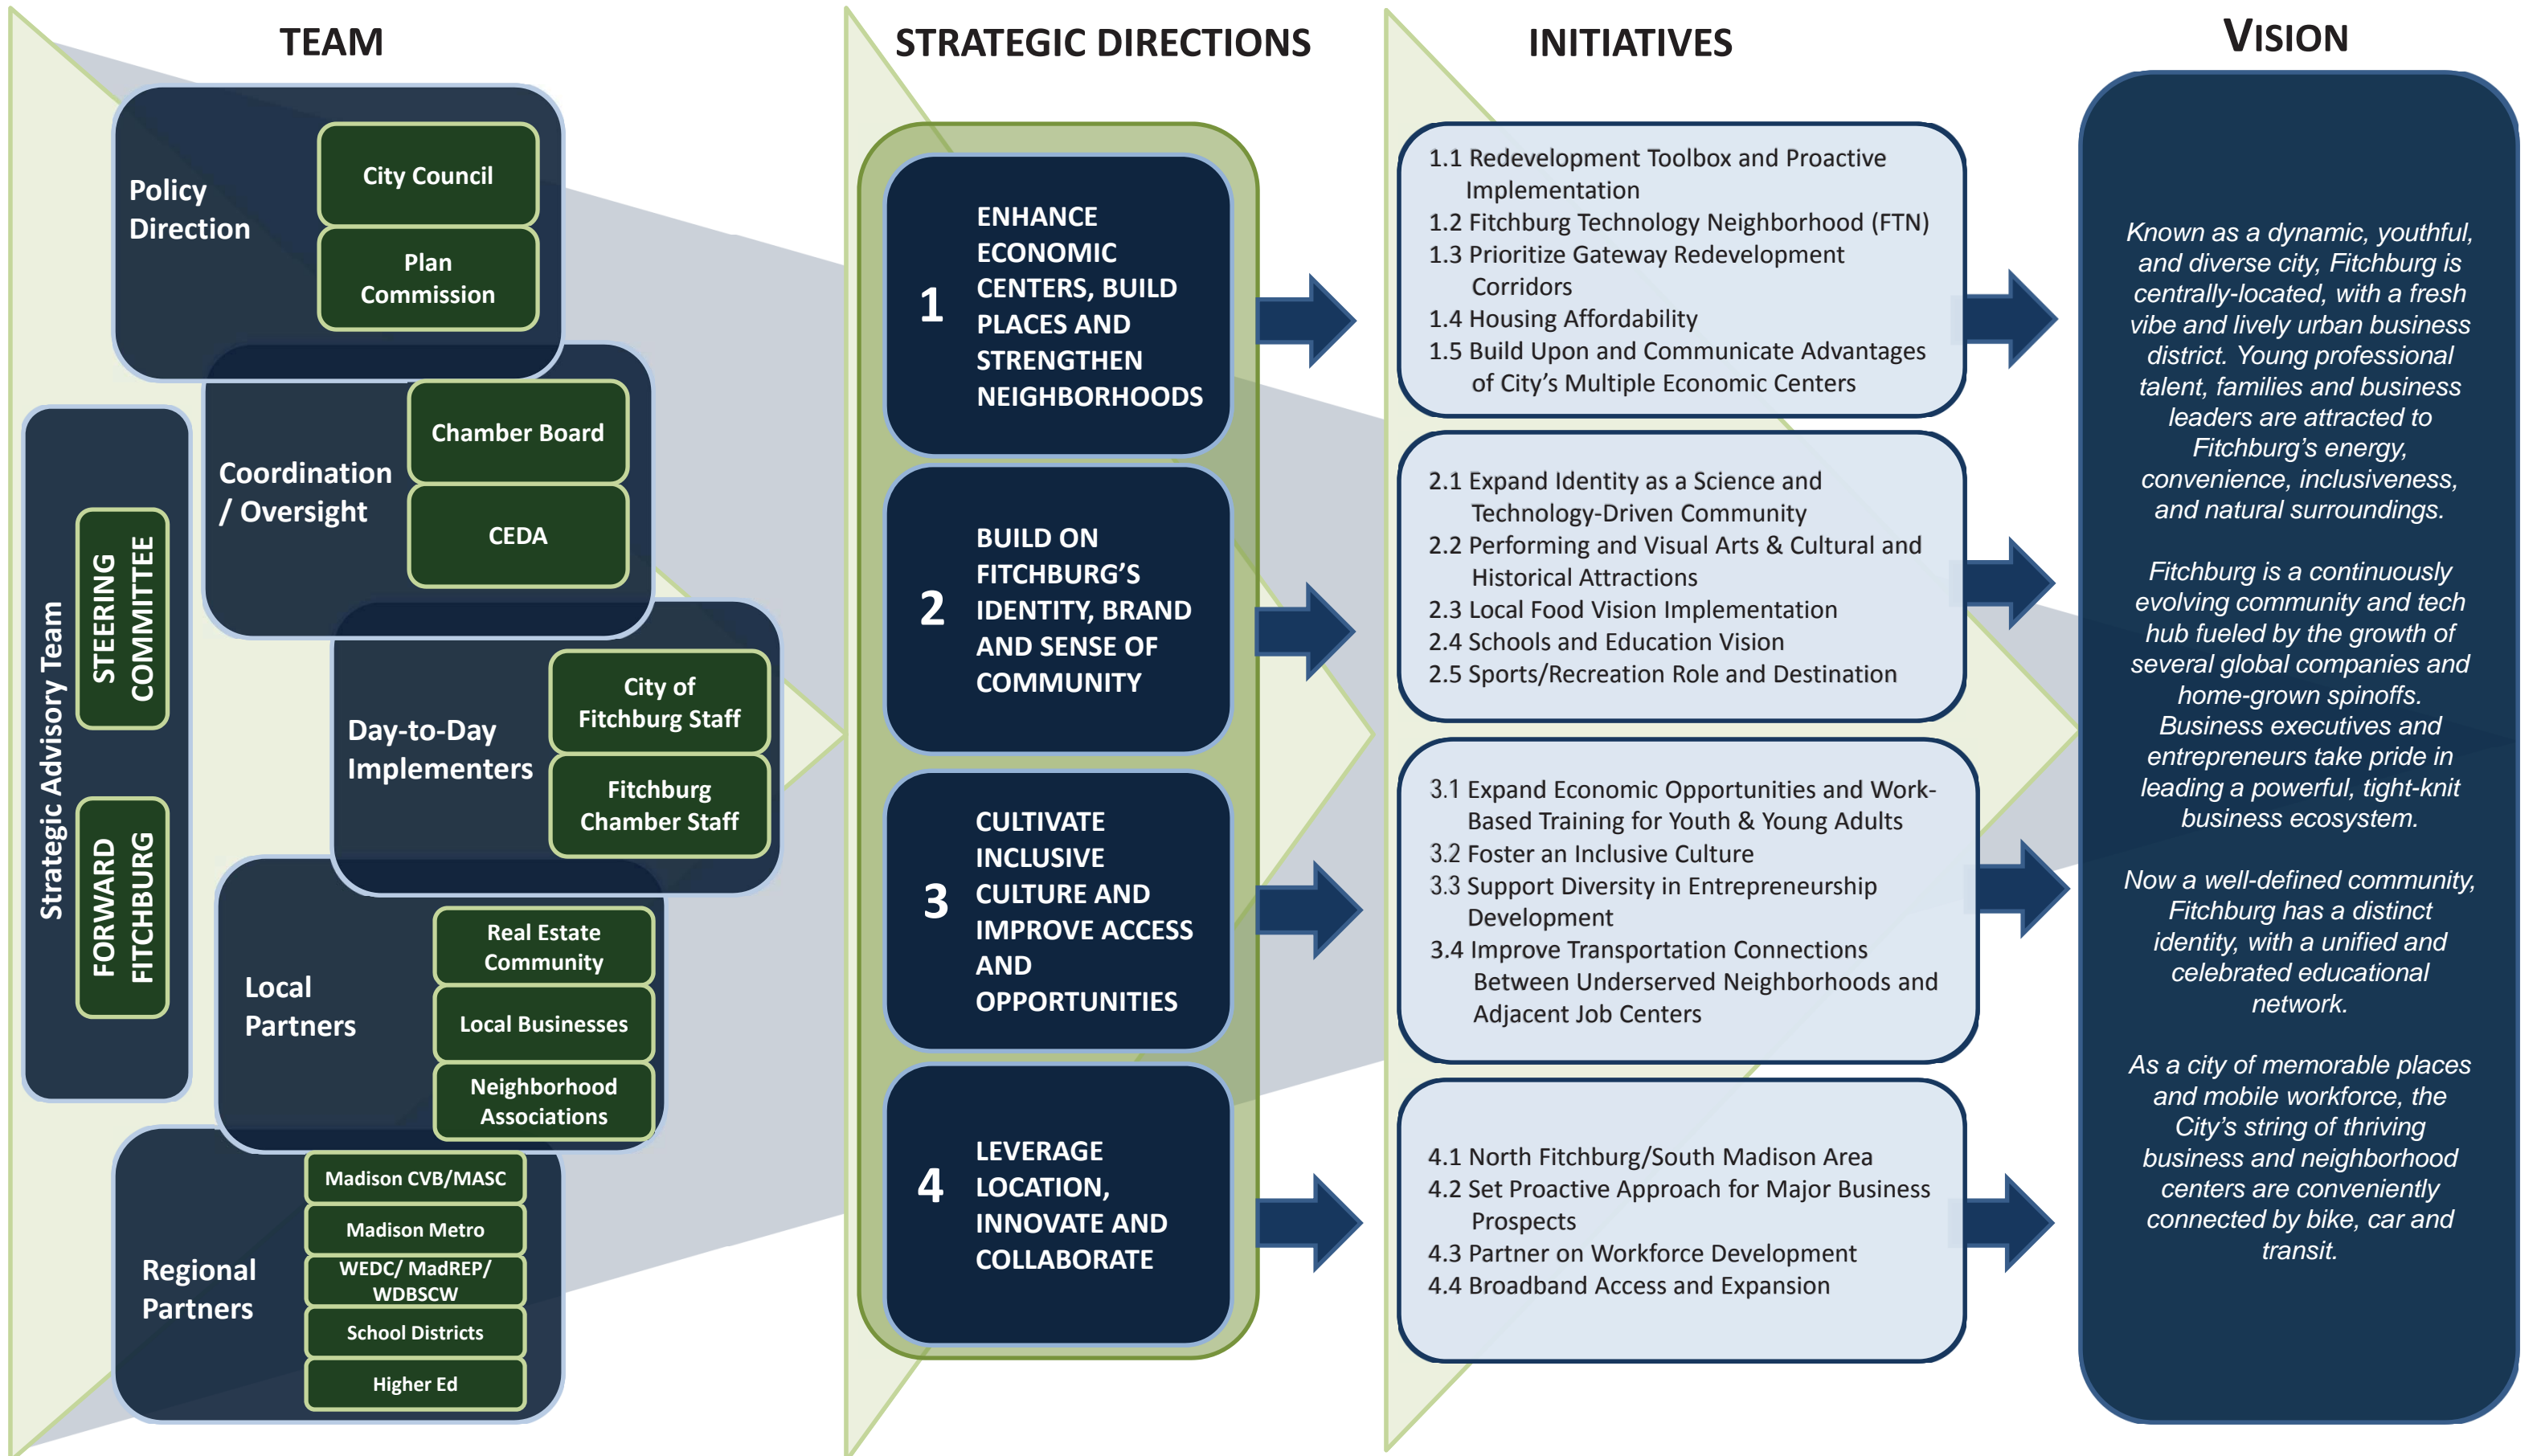 TEAM
Policy
Direction
City Council
Plan
Commission
Coordination
/ Oversight
Chamber Board
CEDA
Strategic Advisory Team
STEERING
COMMITTEE
FORWARD
FITCHBURG
Day-to-Day
Implementers
City of
Fitchburg Staff
Fitchburg
Chamber Staff
Local
Partners
Real Estate
Community
Local Businesses
Neighborhood
Associations
Regional
Partners
Madison CVB/MASC
Madison Metro
WEDC/ MadREP/
WDBSCW
School Districts
Higher Ed
STRATEGIC DIRECTIONS
1
ENHANCE
ECONOMIC
CENTERS, BUILD
PLACES AND
STRENGTHEN
NEIGHBORHOODS
2
BUILD ON
FITCHBURG’S
IDENTITY, BRAND
AND SENSE OF
COMMUNITY
3
CULTIVATE
INCLUSIVE
CULTURE AND
IMPROVE ACCESS
AND
OPPORTUNITIES
4
LEVERAGE
LOCATION,
INNOVATE AND
COLLABORATE
INITIATIVES
1.1 Redevelopment Toolbox and Proactive
Implementation
1.2 Fitchburg Technology Neighborhood (FTN)
1.3 Prioritize Gateway Redevelopment
Corridors
1.4 Housing Affordability
1.5 Build Upon and Communicate Advantages
of City’s Multiple Economic Centers
2.1 Expand Identity as a Science and
Technology-Driven Community
2.2 Performing and Visual Arts & Cultural and
Historical Attractions
2.3 Local Food Vision Implementation
2.4 Schools and Education Vision
2.5 Sports/Recreation Role and Destination
3.1 Expand Economic Opportunities and Work-
Based Training for Youth & Young Adults
3.2 Foster an Inclusive Culture
3.3 Support Diversity in Entrepreneurship
Development
3.4 Improve Transportation Connections
Between Underserved Neighborhoods and
Adjacent Job Centers
4.1 North Fitchburg/South Madison Area
4.2 Set Proactive Approach for Major Business
Prospects
4.3 Partner on Workforce Development
4.4 Broadband Access and Expansion
VISION
Known as a dynamic, youthful,
and diverse city, Fitchburg is
centrally-located, with a fresh
vibe and lively urban business
district. Young professional
talent, families and business
leaders are attracted to
Fitchburg’s energy,
convenience, inclusiveness,
and natural surroundings.
Fitchburg is a continuously
evolving community and tech
hub fueled by the growth of
several global companies and
home-grown spinoffs.
Business executives and
entrepreneurs take pride in
leading a powerful, tight-knit
business ecosystem.
Now a well-defined community,
Fitchburg has a distinct
identity, with a unified and
celebrated educational
network.
As a city of memorable places
and mobile workforce, the
City’s string of thriving
business and neighborhood
centers are conveniently
connected by bike, car and
transit.